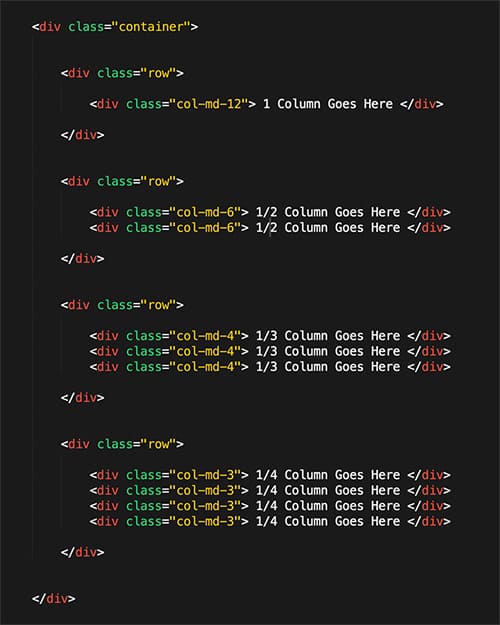 <div class="container">
<div class="row">
<div class="col-md-12"> 1 Column Goes Here </div>
</div>
<div class="row">
<div class="col-md-6"> 1/2 Column Goes Here </div>
<div class="col-md-6"> 1/2 Column Goes Here </div>
</div>
<div class="row">
<div class="col-md-4"> 1/3 Column Goes Here </div>
<div class="col-md-4"> 1/3 Column Goes Here </div>
<div class="col-md-4"> 1/3 Column Goes Here </div>
</div>
<div class="row">
<div class="col-md-3"> 1/4 Column Goes Here </div>
<div class="col-md-3"> 1/4 Column Goes Here </div>
<div class="col-md-3"> 1/4 Column Goes Here </div>
<div class="col-md-3"> 1/4 Column Goes Here </div>
</div>
</div>